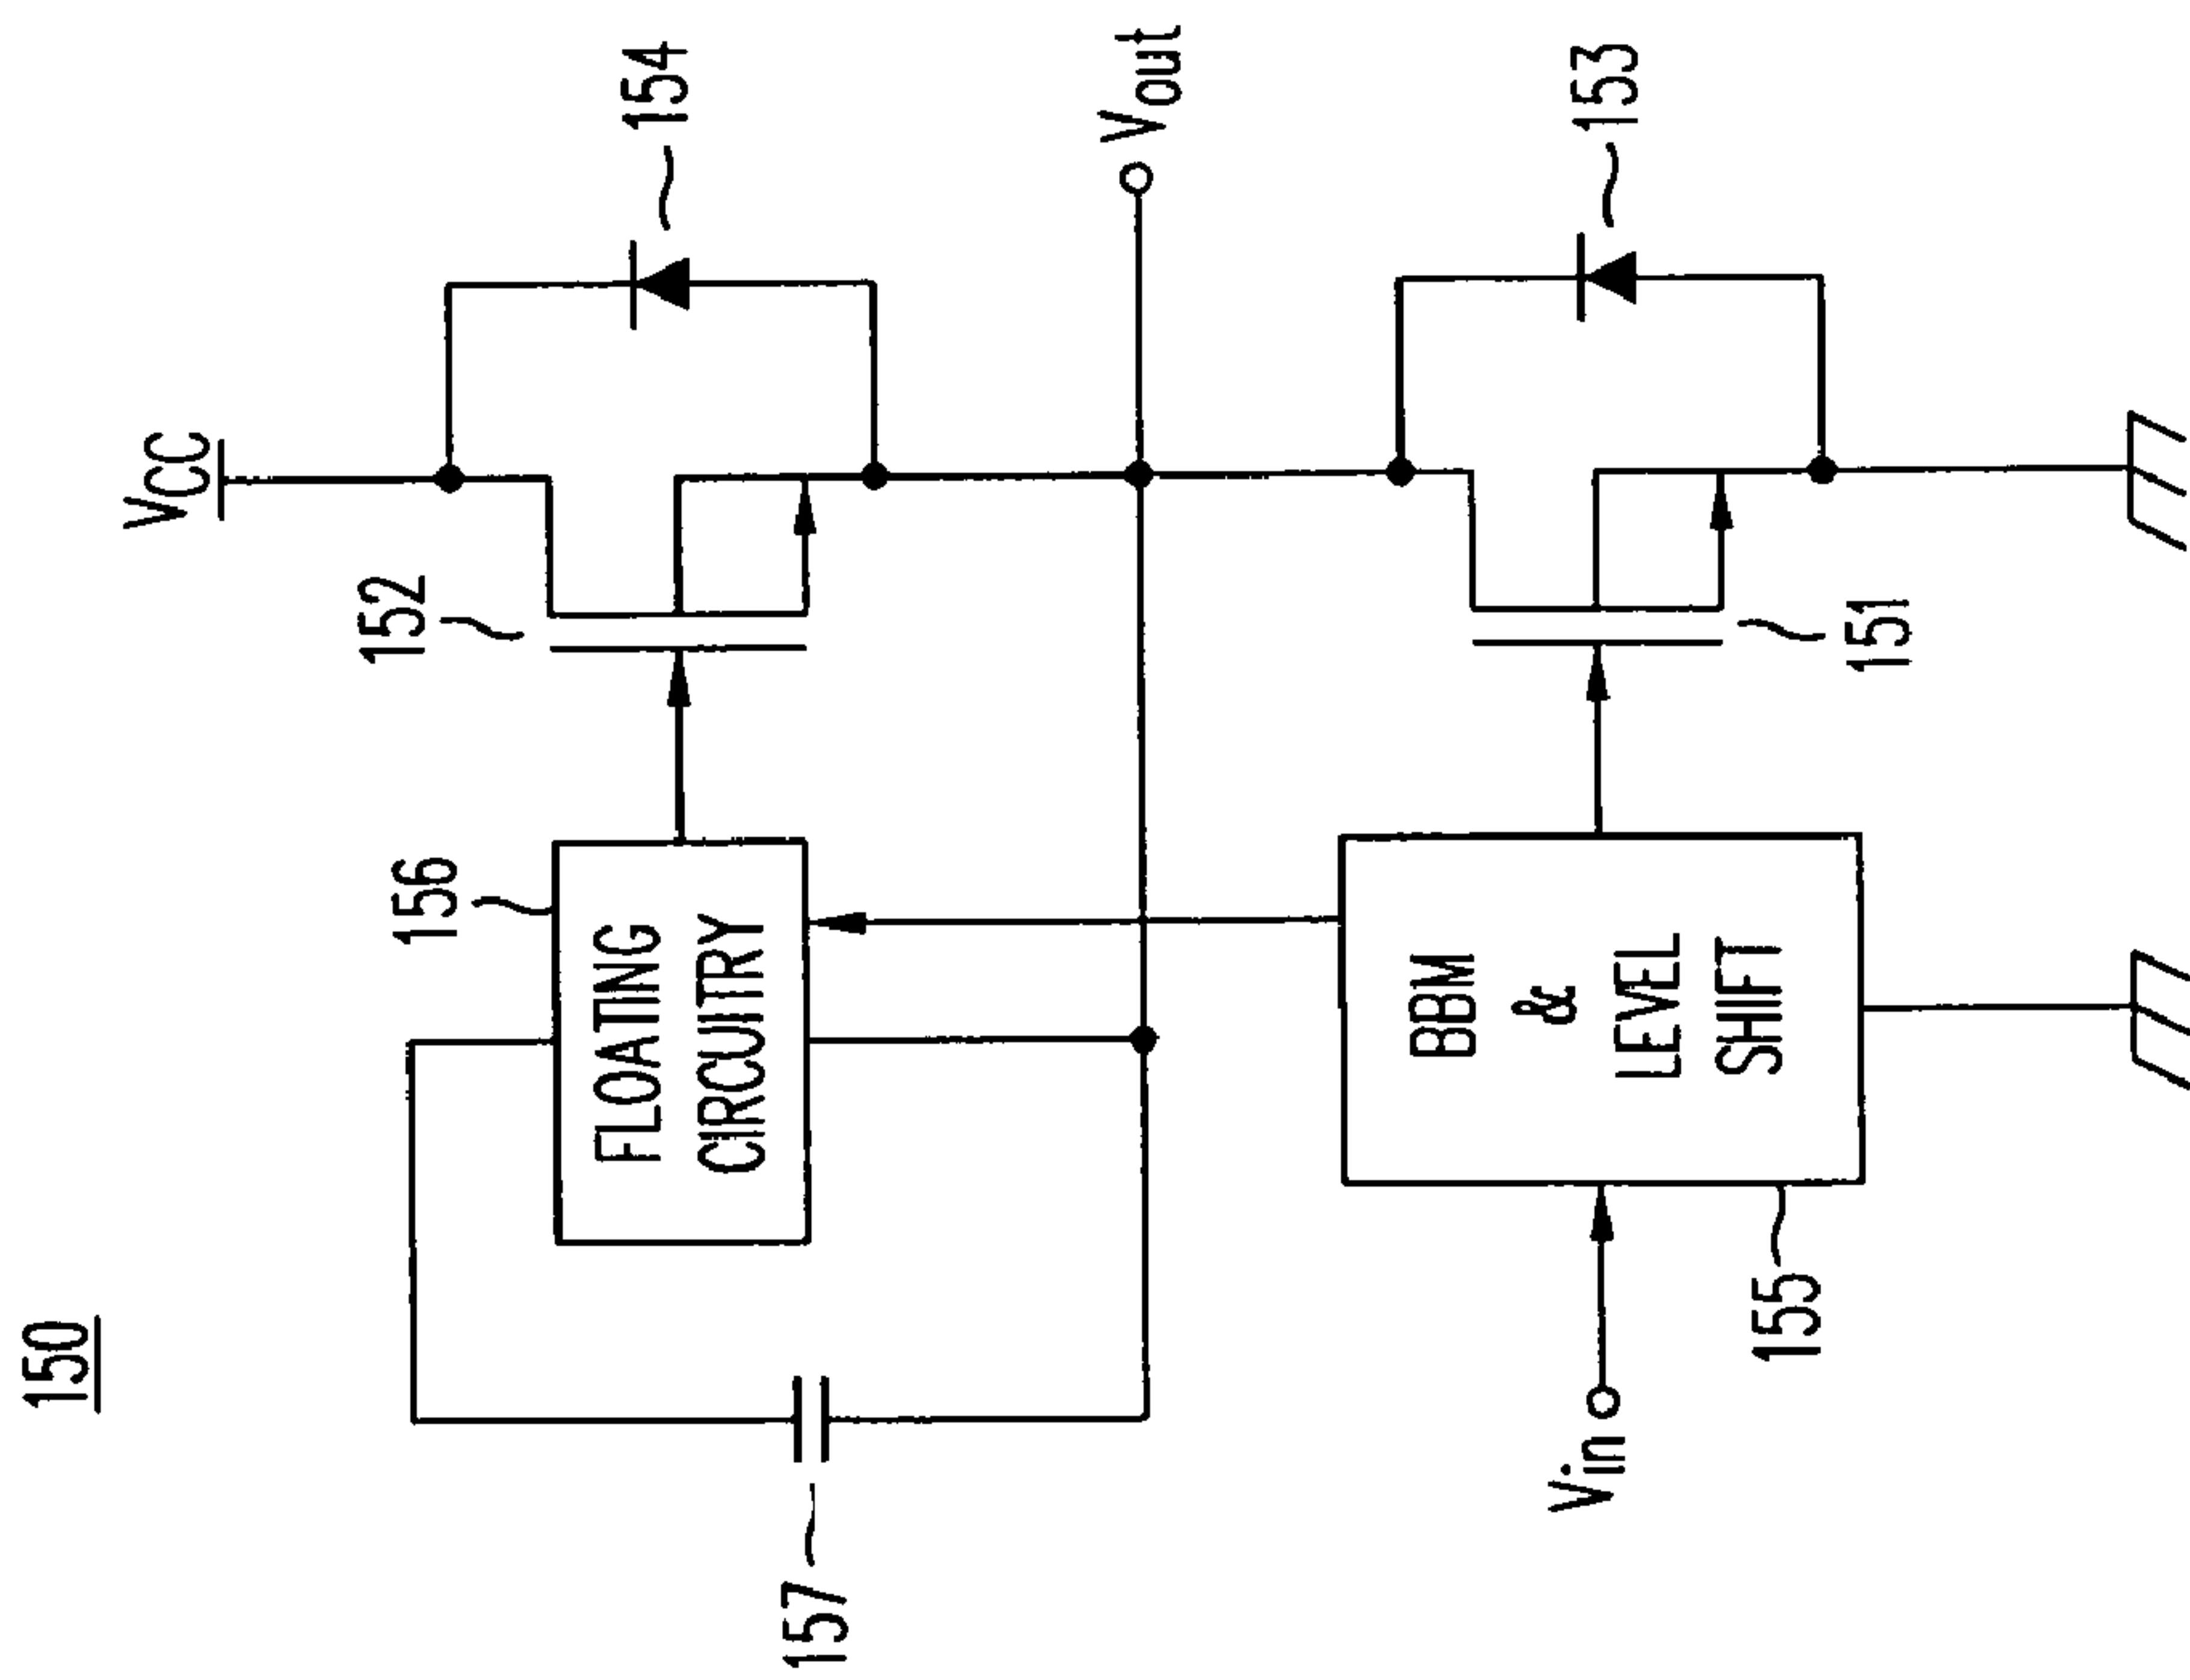 150
VCC
154
152
156
FLOATING
CIRCUITRY
157
Vout
153
151
BBM
&
LEVEL
SHIFT
155
Vin